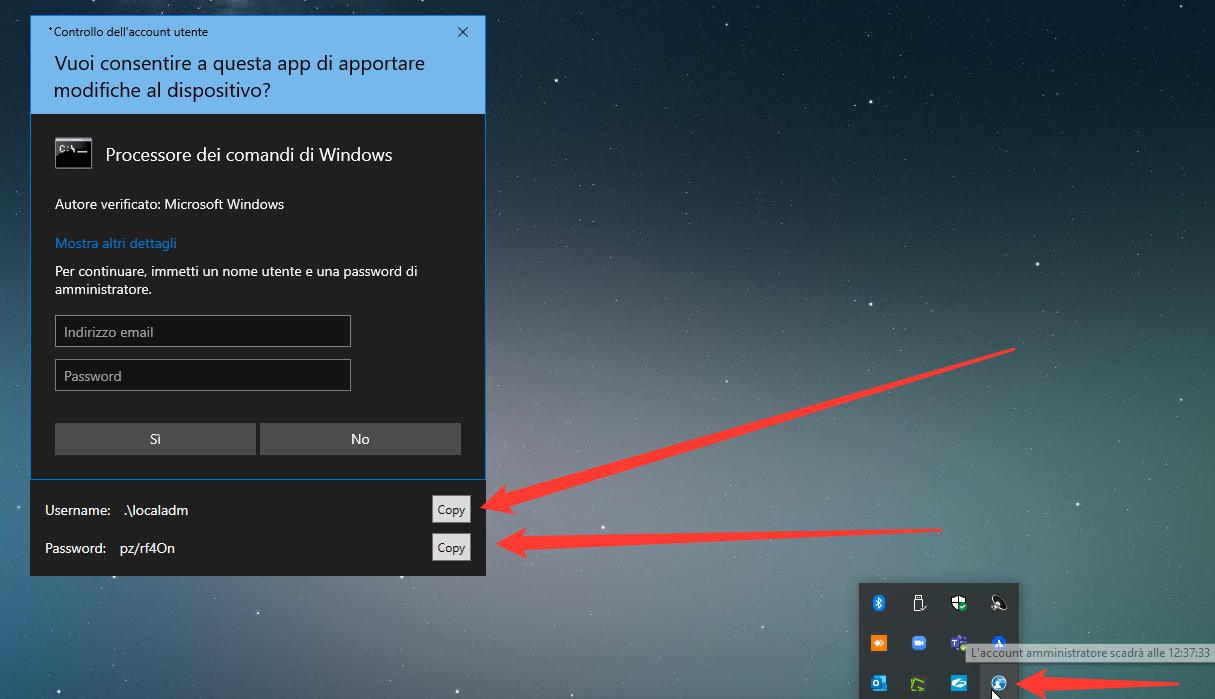 *Controllo dell'account utente
Vuoi consentire a questa app di apportare
modifiche al dispositivo?
C:\
Processore dei comandi di Windows
Autore verificato: Microsoft Windows
Mostra altri dettagli
Per continuare, immetti un nome utente e una password di
amministratore.
Indirizzo email
Password
Sì
No
Username: .\localadm
Copy
Password: pz/rf4On
Copy
L'account amministratore scadrà alle 12:37:33